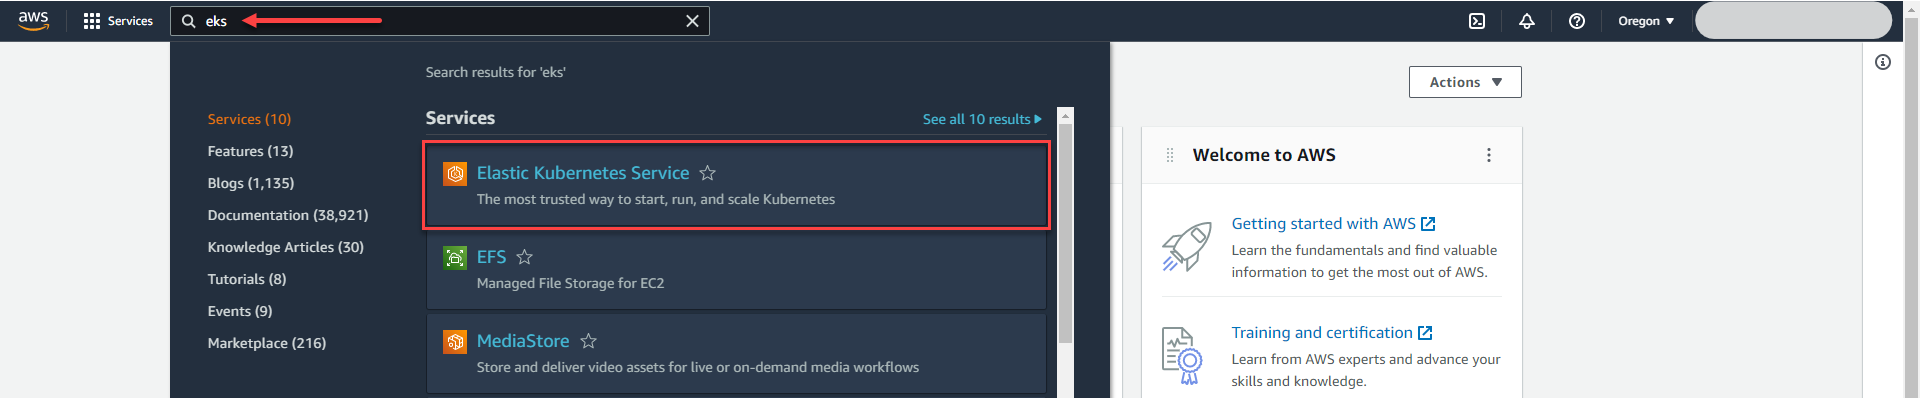 aws
Services
eks
Oregon
Search results for 'eks'
Actions
Services (10)
Features (13)
Blogs (1,135)
Documentation (38,921)
Knowledge Articles (30)
Tutorials (8)
Events (9)
Marketplace (216)
Services
See all 10 results
Elastic Kubernetes Service
The most trusted way to start, run, and scale Kubernetes
EFS
Managed File Storage for EC2
MediaStore
Store and deliver video assets for live or on-demand media workflows
Welcome to AWS
Getting started with AWS
Learn the fundamentals and find valuable
information to get the most out of AWS.
Training and certification
Learn from AWS experts and advance your
skills and knowledge.